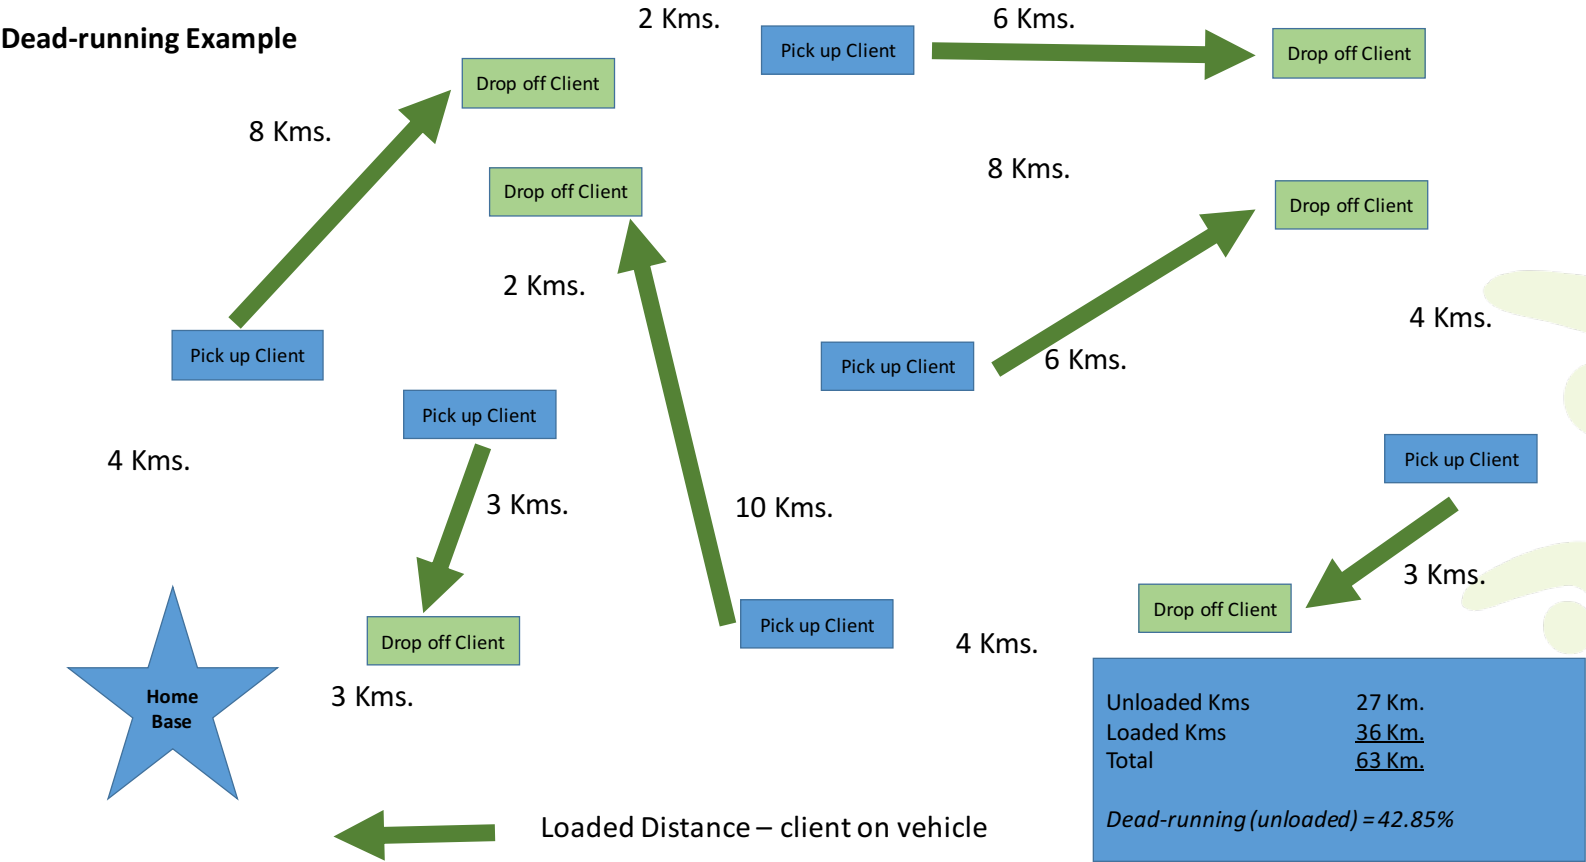 Dead-running Example
2 Kms.
6 Kms.
Pick up Client
Drop off Client
Drop off Client
8 Kms.
Drop off Client
8 Kms.
Drop off Client
2 Kms.
4 Kms.
Pick up Client
Pick up Client
6 Kms.
Pick up Client
4 Kms.
Pick up Client
3 Kms.
10 Kms.
3 Kms.
Drop off Client
Pick up Client
4 Kms.
Drop off Client
Home
Base
3 Kms.
Unloaded Kms 27 Km.
Loaded Kms 36 Km.
Total 63 Km.
Dead-running (unloaded) = 42.85%
Loaded Distance – client on vehicle